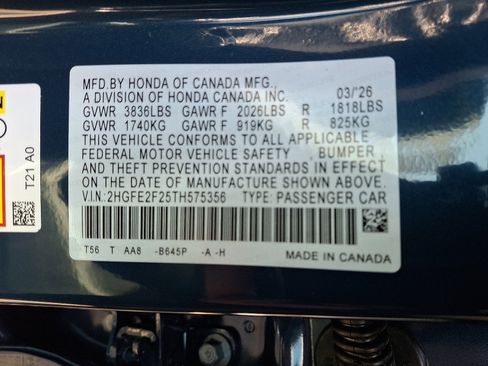 MFD.BY HONDA OF CANADA MFG.,
A DIVISION OF HONDA CANADA INC. 03/'26
GVWR 3836LBS GAWR F 2026LBS R 1818LBS
GVWR 1740KG GAWR F 919KG R 825KG
THIS VEHICLE CONFORMS TO ALL APPLICABLE
FEDERAL MOTOR VEHICLE SAFETY , BUMPER ,
AND THEFT PREVENTION STANDARDS IN EFFECT
ON THE DATE OF MANUFACTURE SHOWN ABOVE.
V.I.N:2HGFE2F25TH575356 TYPE: PASSENGER CAR
T56 T AA8 -B645P -A -H
MADE IN CANADA
T21 A0